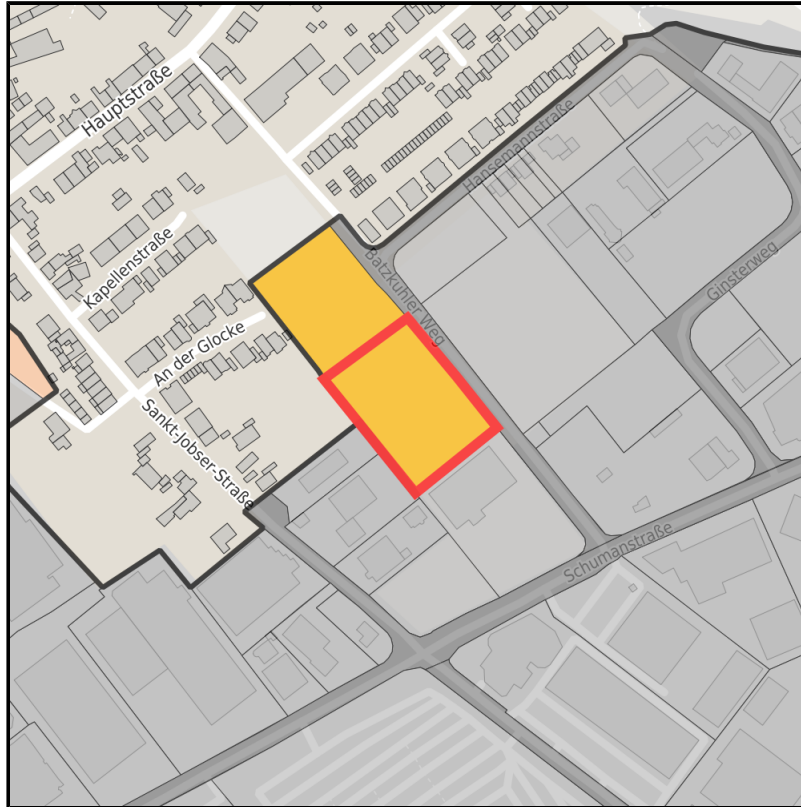 Hauptstraße
Hansemannstraße
Kapellenstraße
Batzkuhler Weg
Ginsterweg
An der Glocke
Sankt-Jobser-Straße
Schumanstraße